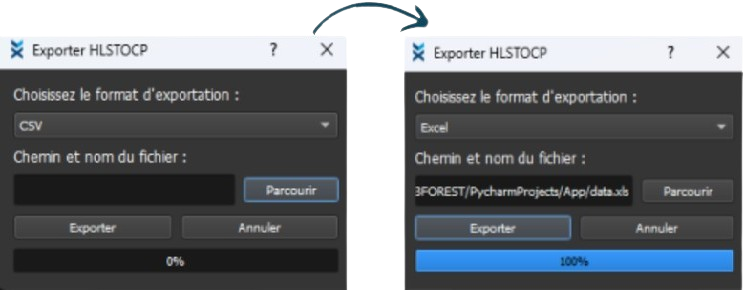 Exporter HLSTOCP ?
Choisissez le format d'exportation :
CSV
Chemin et nom du fichier :
Parcourir
Exporter Annuler
0%
Exporter HLSTOCP ?
Choisissez le format d'exportation :
Excel
Chemin et nom du fichier :
3FOREST/PycharmProjects/App/data.xls Parcourir
Exporter Annuler
100%